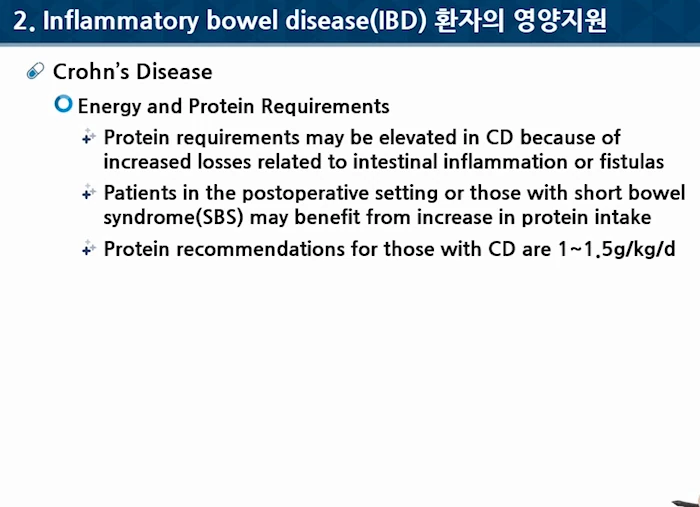 2. Inflammatory bowel disease(IBD) 환자의 영양지원
Crohn's Disease
Energy and Protein Requirements
Protein requirements may be elevated in CD because of
increased losses related to intestinal inflammation or fistulas
Patients in the postoperative setting or those with short bowel
syndrome(SBS) may benefit from increase in protein intake
Protein recommendations for those with CD are 1~1.5g/kg/d